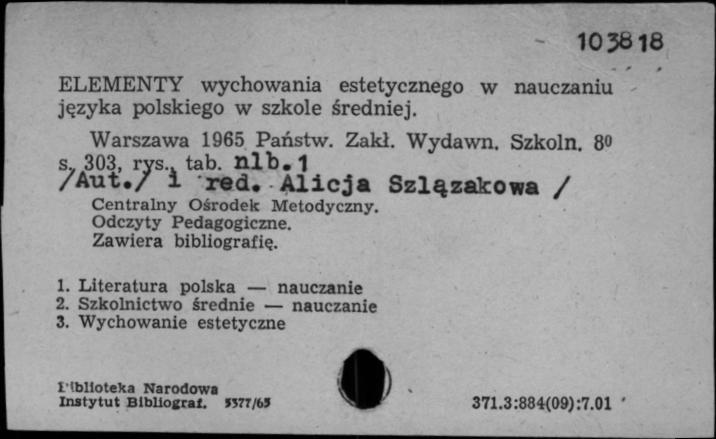 103818
ELEMENTY wychowania estetycznego w nauczaniu
języka polskiego w szkole średniej.
Warszawa 1965 Państw. Zakł. Wydawn. Szkoln. 8º
s. 303, rys., tab. nlb.1
/Aut./ i red. Alicja Szlązakowa /
Centralny Ośrodek Metodyczny.
Odczyty Pedagogiczne.
Zawiera bibliografię.
1. Literatura polska — nauczanie
2. Szkolnictwo średnie — nauczanie
3. Wychowanie estetyczne
Biblioteka Narodowa
Instytut Bibliograf. 5377/65
371.3:884(09):7.01